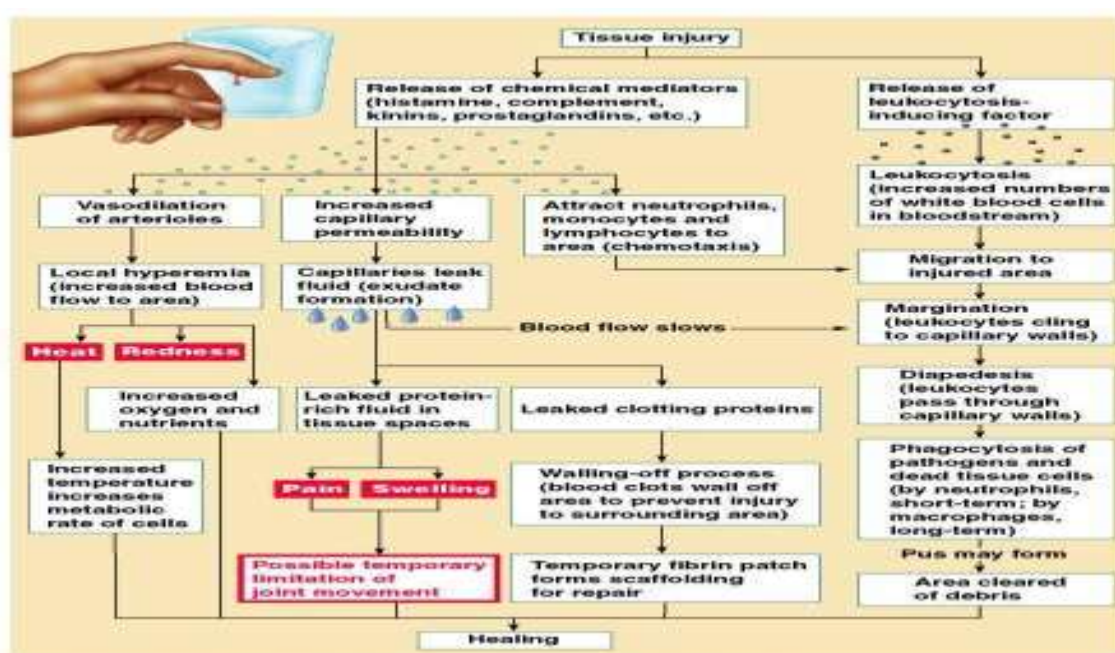 Tissue injury
Release of chemical mediators
(histamine, complement,
kinins, prostaglandins, etc.)
Release of
leukocytosis-
inducing factor
Vasodilation
of arterioles
Increased
capillary
permeability
Attract neutrophils,
monocytes and
lymphocytes to
area (chemotaxis)
Leukocytosis
(increased numbers
of white blood cells
in bloodstream)
Local hyperemia
(increased blood
flow to area)
Capillaries leak
fluid (exudate
formation)
Migration to
injured area
Blood flow slows
Margination
(leukocytes cling
to capillary walls)
Heat
Redness
Increased
oxygen and
nutrients
Leaked protein-
rich fluid in
tissue spaces
Leaked clotting proteins
Diapedesis
(leukocytes
pass through
capillary walls)
Increased
temperature
increases
metabolic
rate of cells
Pain
Swelling
Walling-off process
(blood clots wall off
area to prevent injury
to surrounding area)
Phagocytosis of
pathogens and
dead tissue cells
(by neutrophils,
short-term; by
macrophages,
long-term)
Pus may form
Possible temporary
limitation of
joint movement
Temporary fibrin patch
forms scaffolding
for repair
Area cleared
of debris
Healing